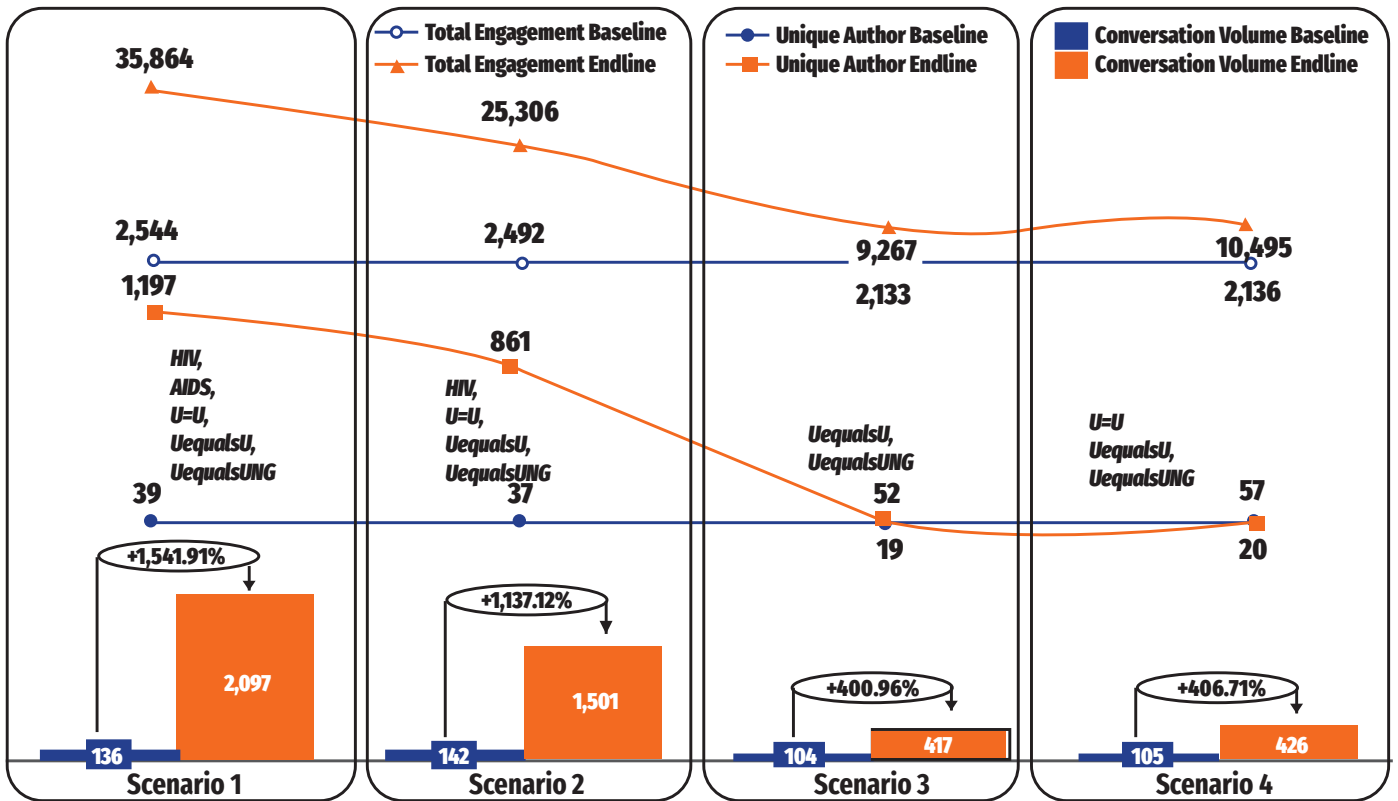 Total Engagement Baseline
Total Engagement Endline
Unique Author Baseline
Unique Author Endline
Conversation Volume Baseline
Conversation Volume Endline
35,864
2,544
1,197
HIV,
AIDS,
U=U,
UequalsU,
UequalsUNG
39
+1,541.91%
136
2,097
Scenario 1
25,306
2,492
861
HIV,
U=U,
UequalsU,
UequalsUNG
37
+1,137.12%
142
1,501
Scenario 2
9,267
2,133
UequalsU,
UequalsUNG
52
19
+400.96%
104
417
Scenario 3
10,495
2,136
U=U
UequalsU,
UequalsUNG
57
20
+406.71%
105
426
Scenario 4